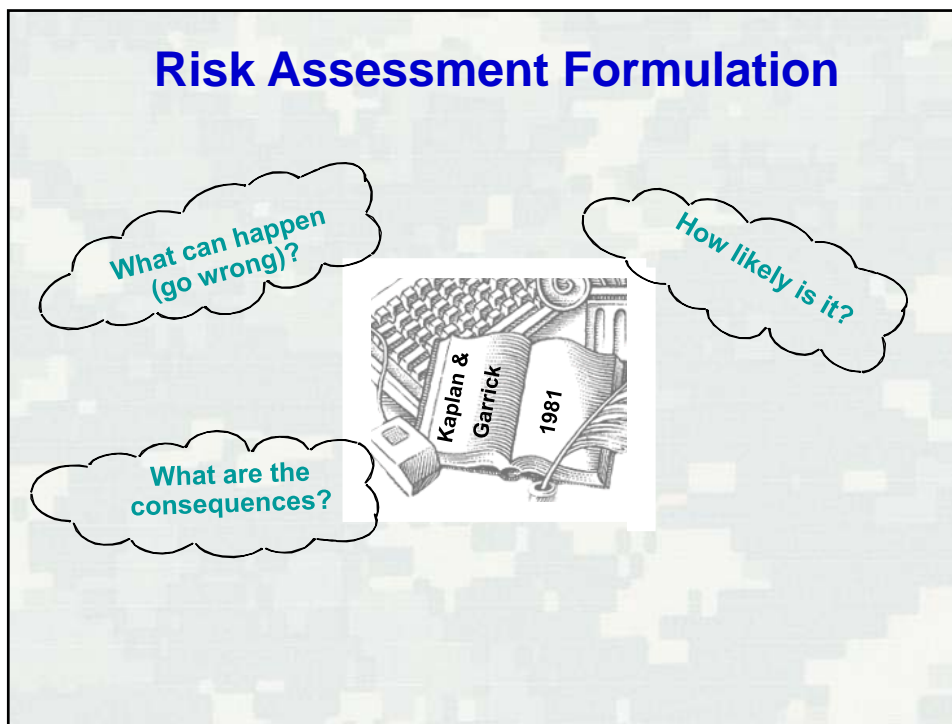 Risk Assessment Formulation
What can happen
(go wrong)?
How likely is it?
Kaplan &
Garrick
1981
What are the
consequences?